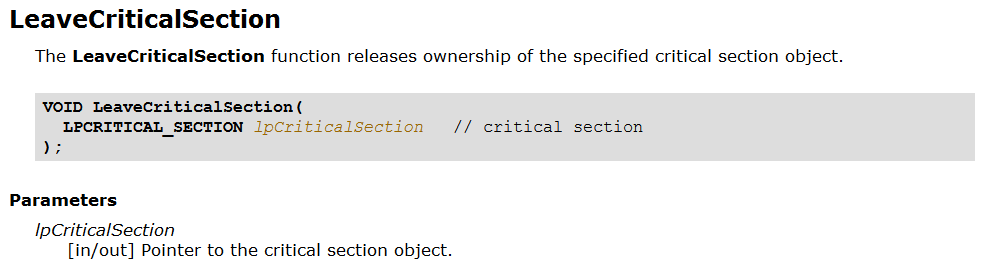 LeaveCriticalSection
The LeaveCriticalSection function releases ownership of the specified critical section object.
VOID LeaveCriticalSection(
  LPCRITICAL_SECTION lpCriticalSection   // critical section
);
Parameters
lpCriticalSection
[in/out] Pointer to the critical section object.